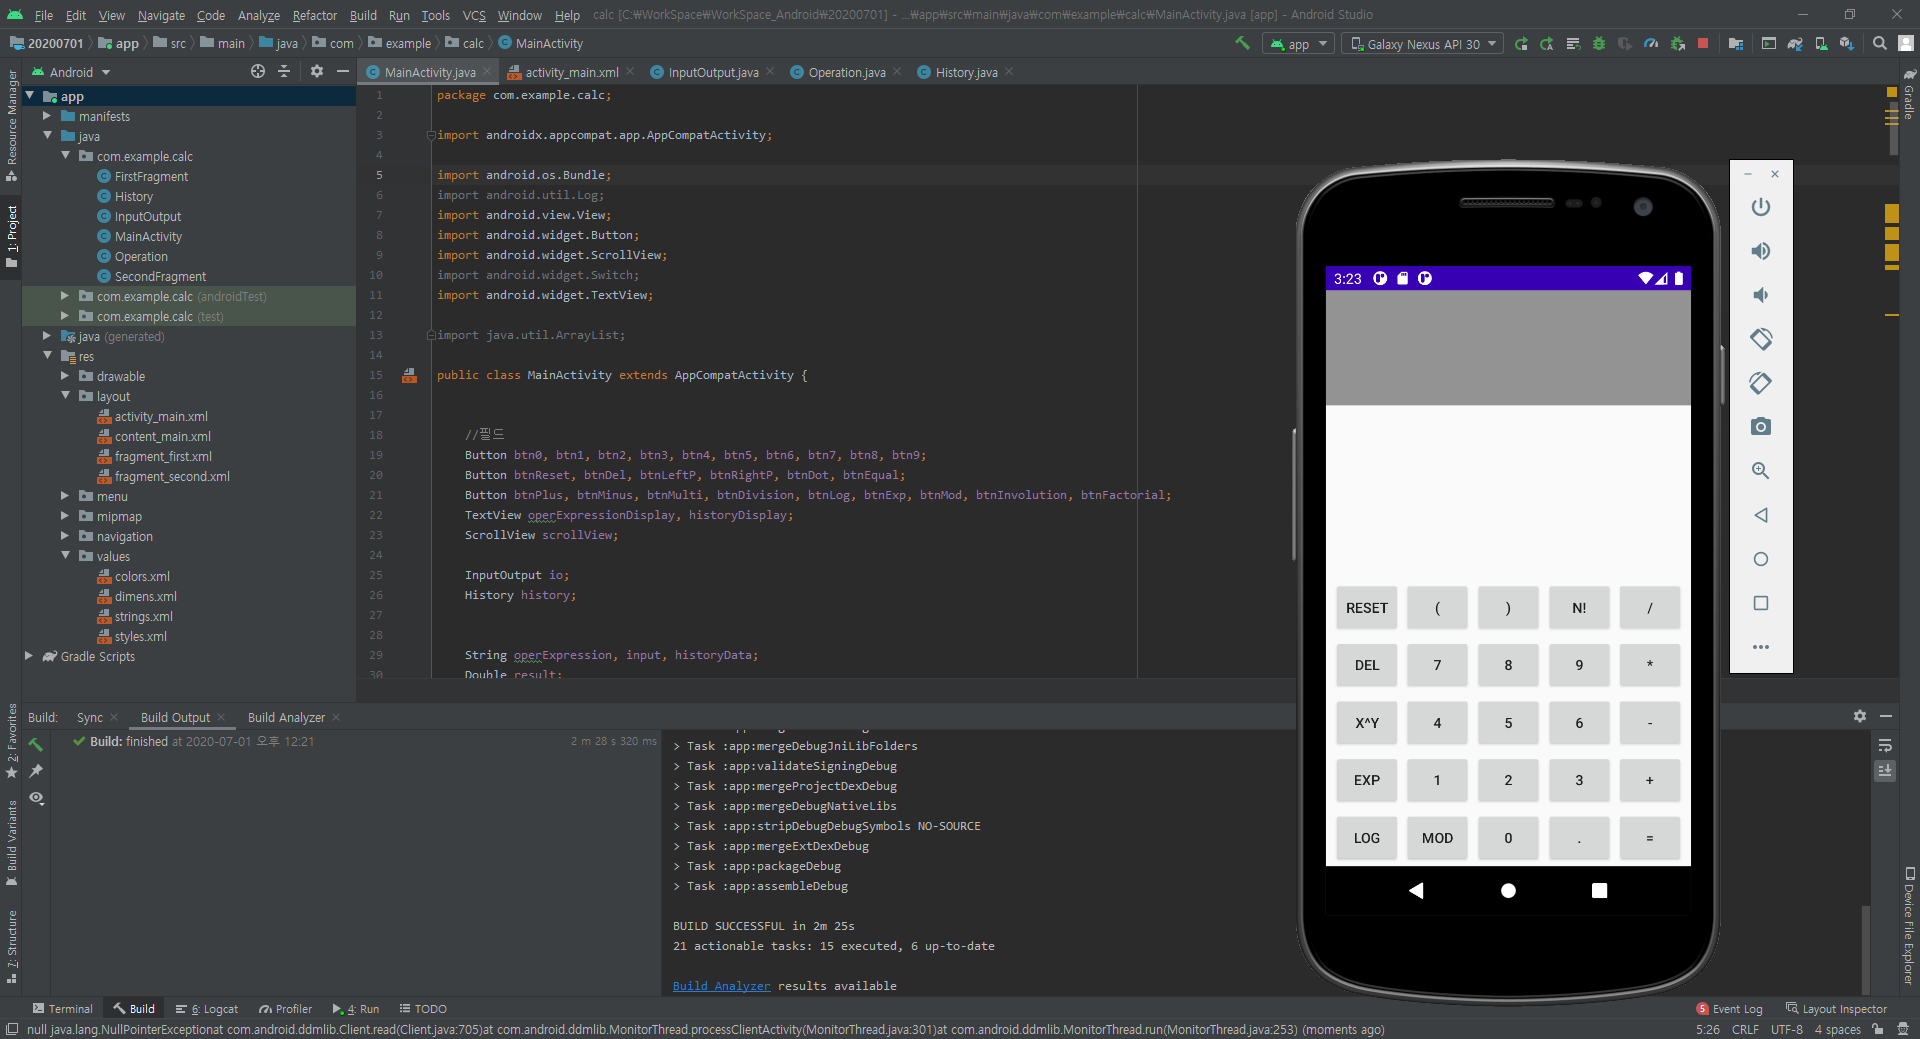 File Edit View Navigate Code Analyze Refactor Build Run Tools VCS Window Help calc [C:₩WorkSpace₩WorkSpace_Android₩20200701] - ...₩app₩src₩main₩java₩com₩example₩calc₩MainActivity.java [app] - Android Studio
20200701 app src main java com example calc MainActivity app Galaxy Nexus API 30
Android MainActivity.java activity_main.xml InputOutput.java Operation.java History.java
Resource Manager
1: Project
2: Favorites
Build Variants
7: Structure
Gradle
Device File Explorer
app
manifests
java
com.example.calc
FirstFragment
History
InputOutput
MainActivity
Operation
SecondFragment
com.example.calc (androidTest)
com.example.calc (test)
java (generated)
res
drawable
layout
activity_main.xml
content_main.xml
fragment_first.xml
fragment_second.xml
menu
mipmap
navigation
values
colors.xml
dimens.xml
strings.xml
styles.xml
Gradle Scripts
1 package com.example.calc;
2
3 import androidx.appcompat.app.AppCompatActivity;
4
5 import android.os.Bundle;
6 import android.util.Log;
7 import android.view.View;
8 import android.widget.Button;
9 import android.widget.ScrollView;
10 import android.widget.Switch;
11 import android.widget.TextView;
12
13 import java.util.ArrayList;
14
15 public class MainActivity extends AppCompatActivity {
16
17
18 //필드
19 Button btn0, btn1, btn2, btn3, btn4, btn5, btn6, btn7, btn8, btn9;
20 Button btnReset, btnDel, btnLeftP, btnRightP, btnDot, btnEqual;
21 Button btnPlus, btnMinus, btnMulti, btnDivision, btnLog, btnExp, btnMod, btnInvolution, btnFactorial;
22 TextView operExpressionDisplay, historyDisplay;
23 ScrollView scrollView;
24
25 InputOutput io;
26 History history;
27
28
29 String operExpression, input, historyData;
30 Double result;
3:23
RESET ( ) N! /
DEL 7 8 9 *
X^Y 4 5 6 -
EXP 1 2 3 +
LOG MOD 0 . =
Build: Sync Build Output Build Analyzer
Build: finished at 2020-07-01 오후 12:21 2 m 28 s 320 ms
> Task :app:mergeDebugJniLibFolders
> Task :app:validateSigningDebug
> Task :app:mergeProjectDexDebug
> Task :app:mergeDebugNativeLibs
> Task :app:stripDebugDebugSymbols NO-SOURCE
> Task :app:mergeExtDexDebug
> Task :app:packageDebug
> Task :app:assembleDebug
BUILD SUCCESSFUL in 2m 25s
21 actionable tasks: 15 executed, 6 up-to-date
Build Analyzer results available
Terminal Build 6: Logcat Profiler 4: Run TODO 5 Event Log Layout Inspector
null java.lang.NullPointerExceptionat com.android.ddmlib.Client.read(Client.java:705)at com.android.ddmlib.MonitorThread.processClientActivity(MonitorThread.java:301)at com.android.ddmlib.MonitorThread.run(MonitorThread.java:253) (moments ago) 5:26 CRLF UTF-8 4 spaces